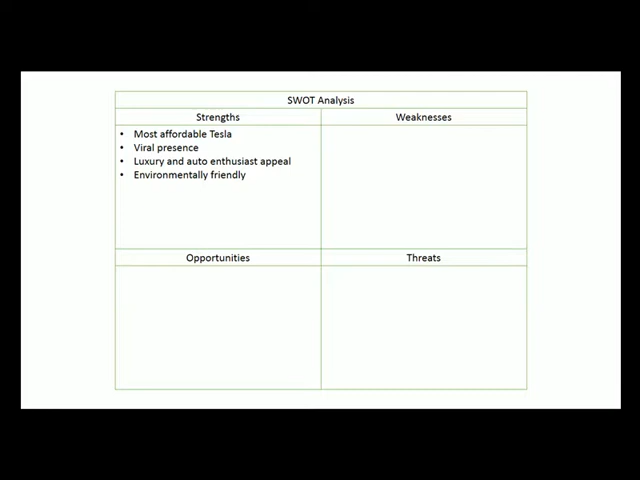 SWOT Analysis
Strengths
Weaknesses
• Most affordable Tesla
• Viral presence
• Luxury and auto enthusiast appeal
• Environmentally friendly
Opportunities
Threats